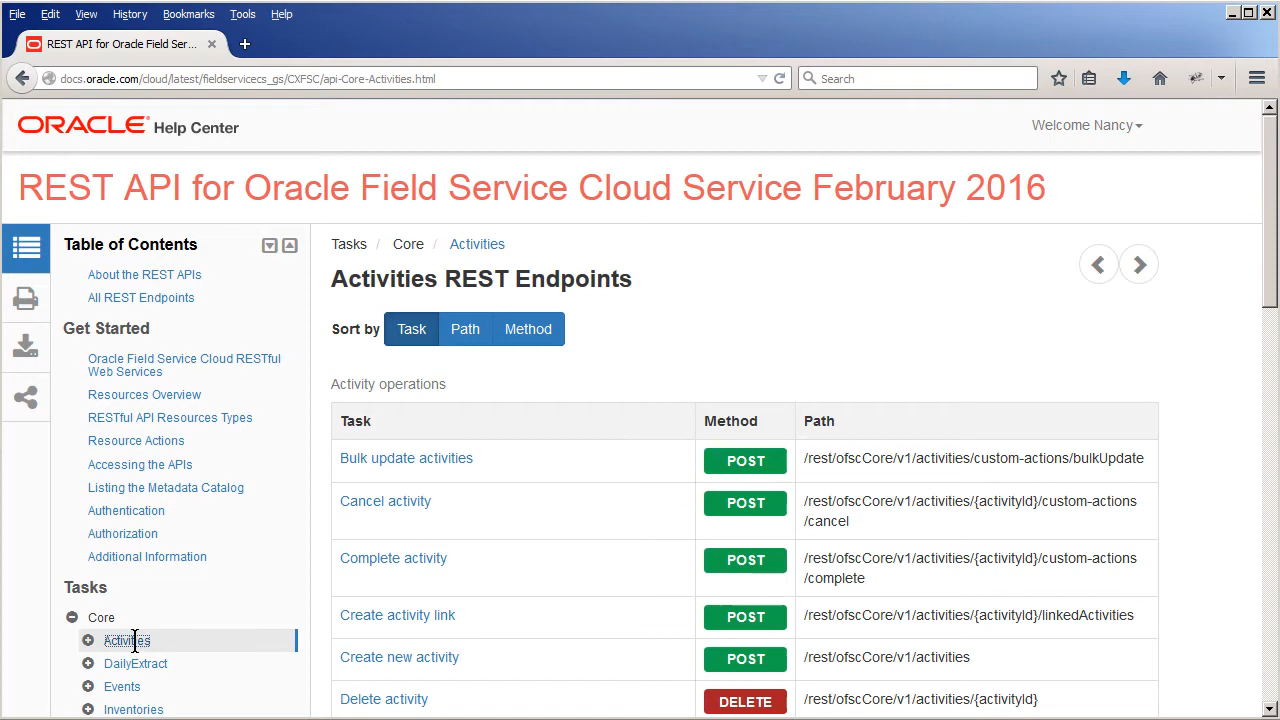 File Edit View History Bookmarks Tools Help
REST API for Oracle Field Ser...
docs.oracle.com/cloud/latest/fieldservicecs_gs/CXFSC/api-Core-Activities.html
Search
ORACLE Help Center
Welcome Nancy
REST API for Oracle Field Service Cloud Service February 2016
Table of Contents
About the REST APIs
All REST Endpoints
Get Started
Oracle Field Service Cloud RESTful
Web Services
Resources Overview
RESTful API Resources Types
Resource Actions
Accessing the APIs
Listing the Metadata Catalog
Authentication
Authorization
Additional Information
Tasks
Core
Activities
DailyExtract
Events
Inventories
Tasks / Core / Activities
Activities REST Endpoints
Sort by Task Path Method
Activity operations
Task Method Path
Bulk update activities POST /rest/ofscCore/v1/activities/custom-actions/bulkUpdate
Cancel activity POST /rest/ofscCore/v1/activities/{activityId}/custom-actions
/cancel
Complete activity POST /rest/ofscCore/v1/activities/{activityId}/custom-actions
/complete
Create activity link POST /rest/ofscCore/v1/activities/{activityId}/linkedActivities
Create new activity POST /rest/ofscCore/v1/activities
Delete activity DELETE /rest/ofscCore/v1/activities/{activityId}